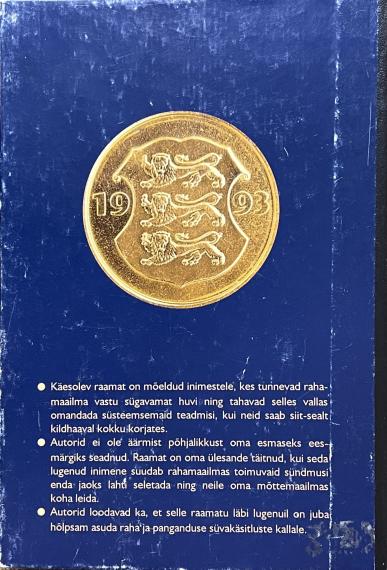 1993
● Käesolev raamat on mõeldud inimestele, kes tunnevad raha-
maailma vastu sügavamat huvi ning tahavad selles vallas
omandada süsteemsemaid teadmisi, kui neid saab siit-sealt
kildhaaval kokku korjates.
● Autorid ei ole äärmist põhjalikkust oma esmaseks ees-
märgiks seadnud. Raamat on oma ülesande täitnud, kui seda
lugenud inimene suudab rahamaailmas toimuvaid sündmusi
enda jaoks lahti seletada ning neile oma mõttemaailmas
koha leida.
● Autorid loodavad ka, et selle raamatu läbi lugenuil on juba
hõlpsam asuda raha ja panganduse süvakäsitluste kallale.